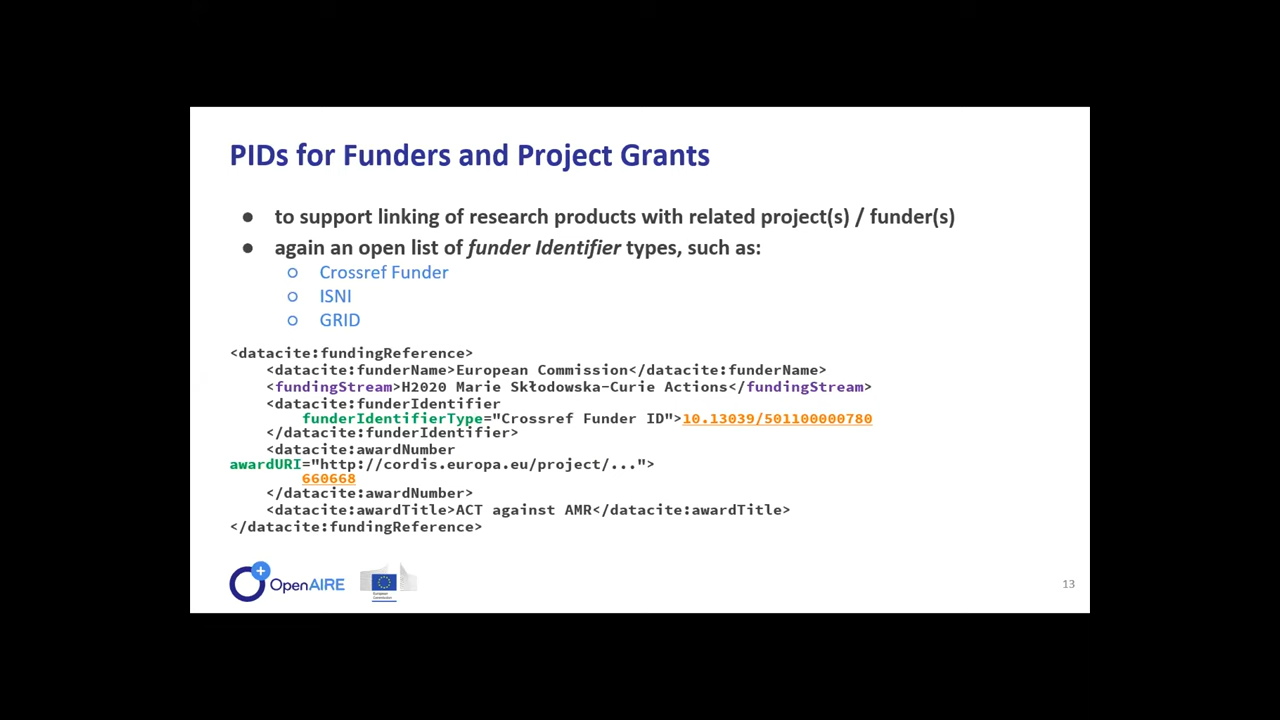 PIDs for Funders and Project Grants
● to support linking of research products with related project(s) / funder(s)
● again an open list of funder Identifier types, such as:
○ Crossref Funder
○ ISNI
○ GRID
<datacite:fundingReference>
<datacite:funderName>European Commission</datacite:funderName>
<fundingStream>H2020 Marie Skłodowska-Curie Actions</fundingStream>
<datacite:funderIdentifier
funderIdentifierType="Crossref Funder ID">10.13039/501100000780
</datacite:funderIdentifier>
<datacite:awardNumber
awardURI="http://cordis.europa.eu/project/...">
660668
</datacite:awardNumber>
<datacite:awardTitle>ACT against AMR</datacite:awardTitle>
</datacite:fundingReference>
OpenAIRE
European
Commission
13